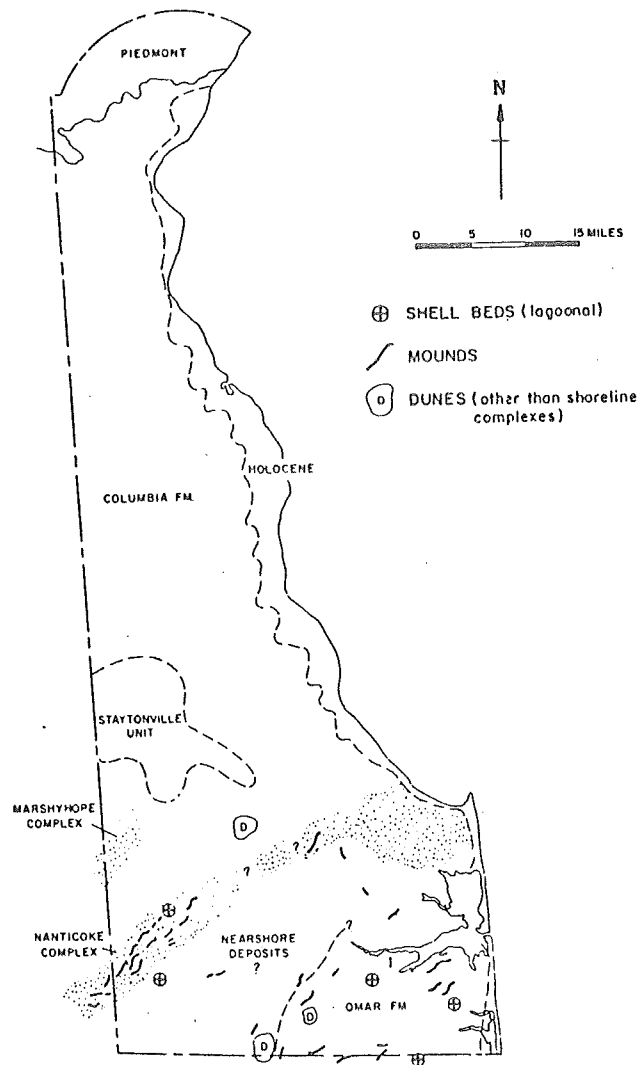 PIEDMONT
N
0 5 10 15 MILES
SHELL BEDS (lagoonal)
MOUNDS
D DUNES (other than shoreline
complexes)
HOLOCENE
COLUMBIA FM.
STAYTONVILLE
UNIT
MARSHYHOPE
COMPLEX
D
?
?
NANTICOKE
COMPLEX
NEARSHORE
DEPOSITS
?
?
OMAR FM
D
D